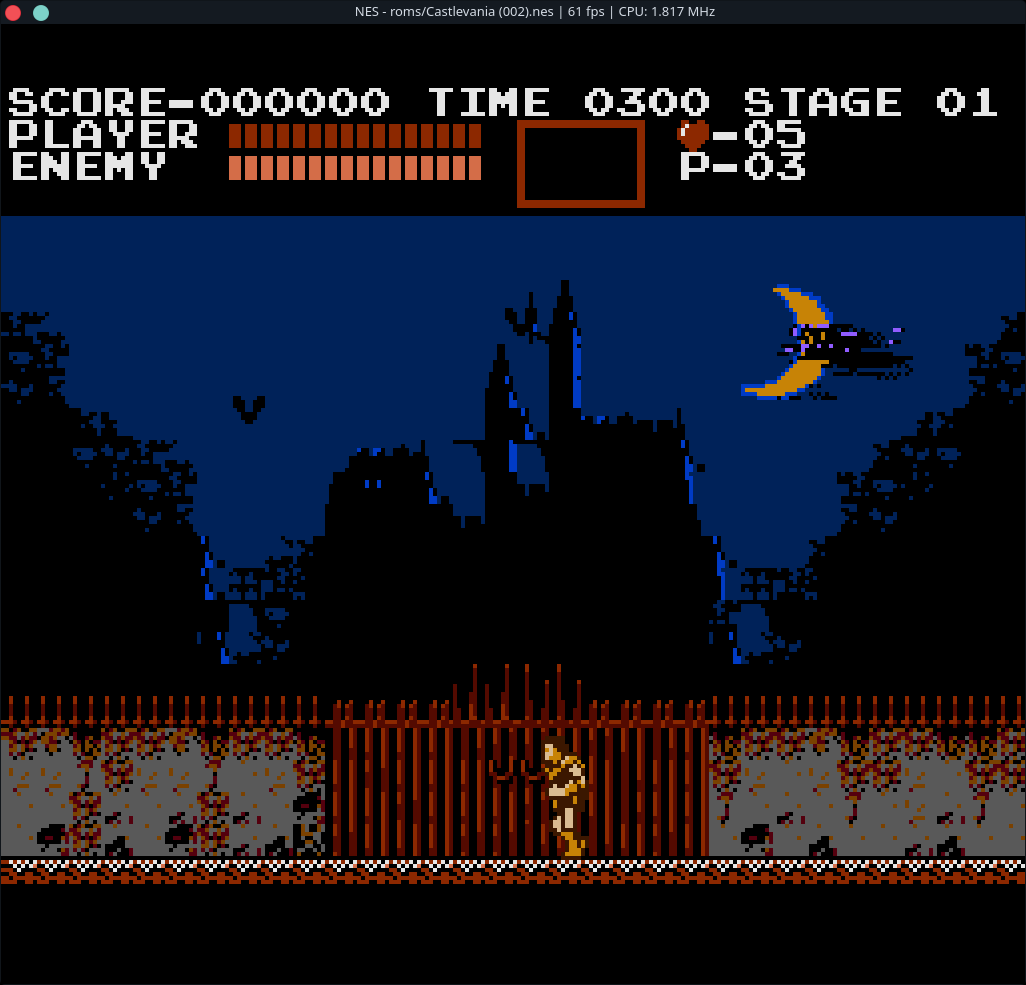 NES - roms/Castlevania (002).nes | 61 fps | CPU: 1.817 MHz
SCORE-000000 TIME 0300 STAGE 01
PLAYER -05
ENEMY P-03